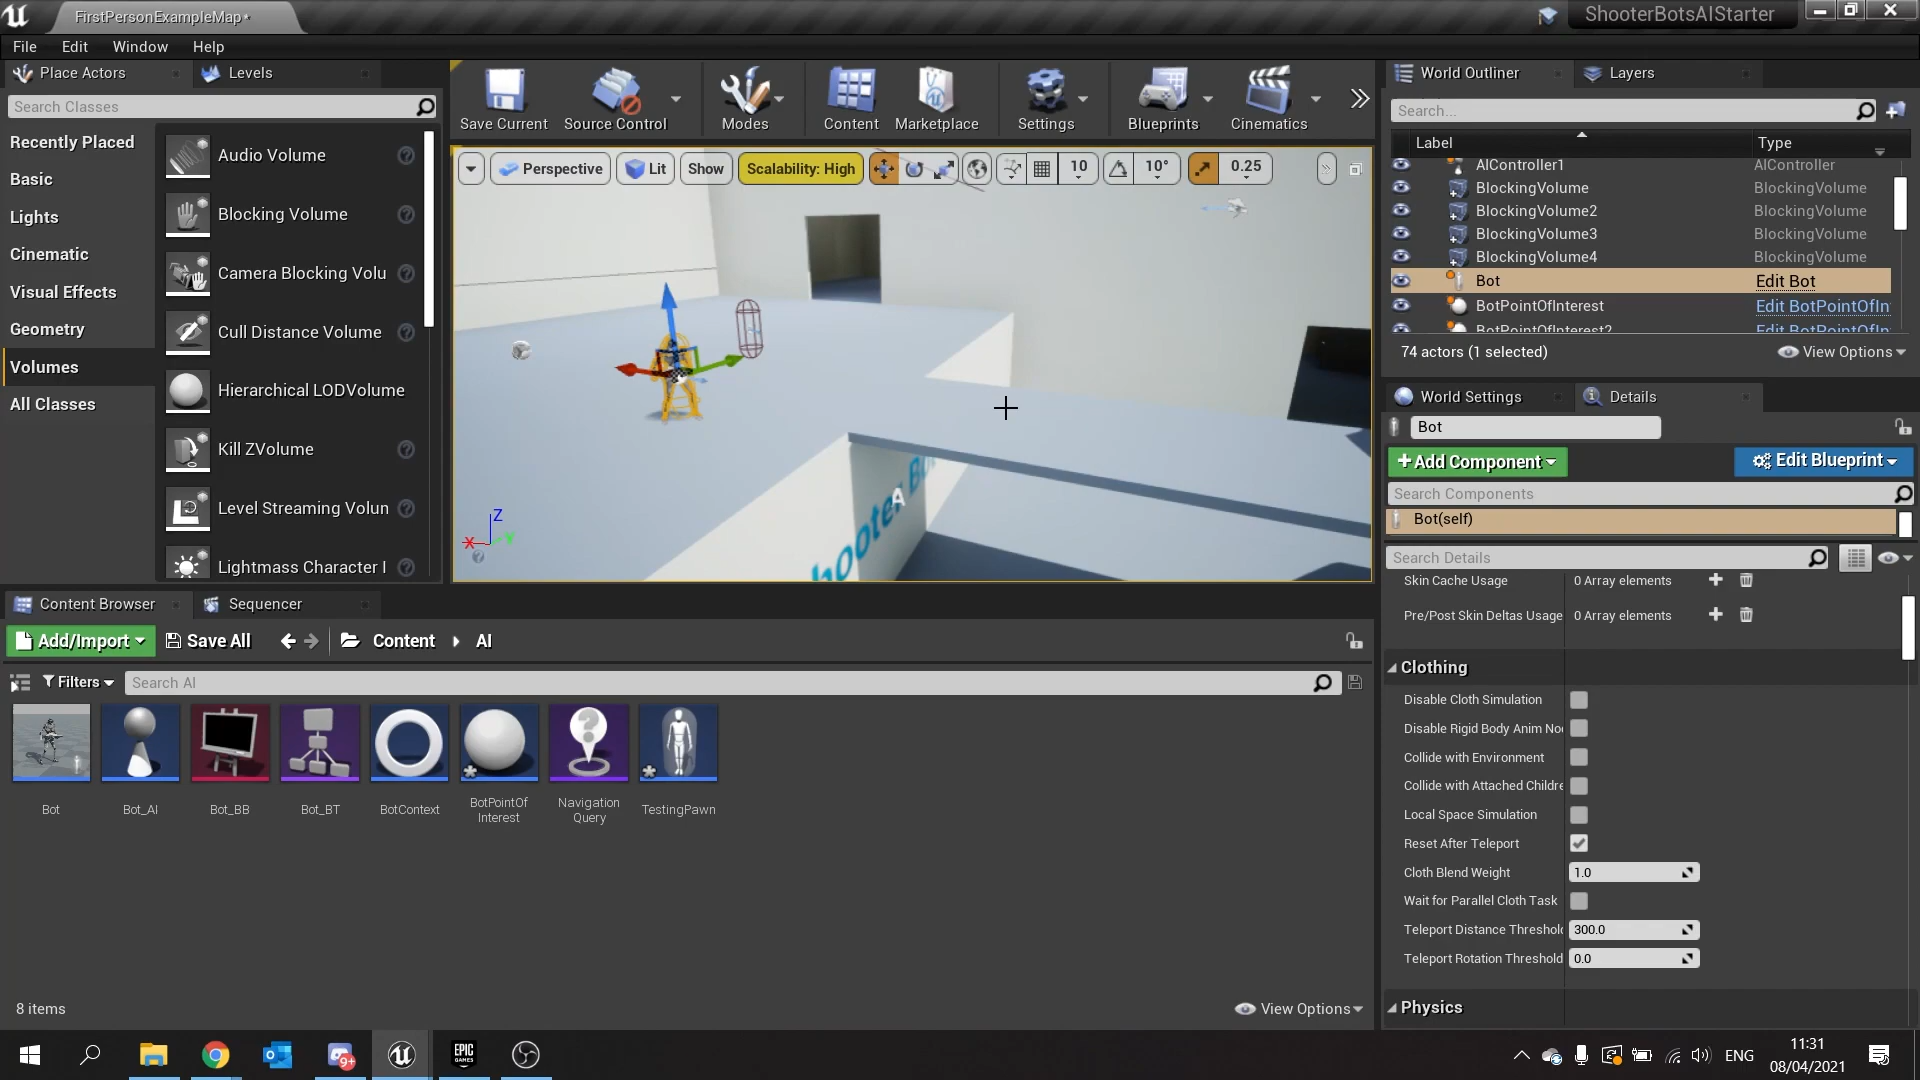 FirstPersonExampleMap*
ShooterBotsAIStarter
File Edit Window Help
Place Actors Levels
Search Classes
Recently Placed
Basic
Lights
Cinematic
Visual Effects
Geometry
Volumes
All Classes
Audio Volume
Blocking Volume
Camera Blocking Volu
Cull Distance Volume
Hierarchical LODVolume
Kill ZVolume
Level Streaming Volun
Lightmass Character I
Save Current Source Control Modes Content Marketplace Settings Blueprints Cinematics
Perspective Lit Show Scalability: High 10 10° 0.25
hooter Bo
A
Z
X Y
World Outliner Layers
Search...
Label Type
AIController1 AIController
BlockingVolume BlockingVolume
BlockingVolume2 BlockingVolume
BlockingVolume3 BlockingVolume
BlockingVolume4 BlockingVolume
Bot Edit Bot
BotPointOfInterest Edit BotPointOfIn
BotPointOfInterest2 Edit BotPointOfIn
74 actors (1 selected) View Options
World Settings Details
Bot
+Add Component Edit Blueprint
Search Components
Bot(self)
Search Details
Skin Cache Usage 0 Array elements
Pre/Post Skin Deltas Usage 0 Array elements
Clothing
Disable Cloth Simulation
Disable Rigid Body Anim Noc
Collide with Environment
Collide with Attached Childre
Local Space Simulation
Reset After Teleport
Cloth Blend Weight 1.0
Wait for Parallel Cloth Task
Teleport Distance Threshold 300.0
Teleport Rotation Threshold 0.0
Physics
Content Browser Sequencer
Add/Import Save All Content AI
Filters Search AI
Bot
Bot_AI
Bot_BB
Bot_BT
BotContext
BotPointOf
Interest
Navigation
Query
TestingPawn
8 items View Options
9+
EPIC
GAMES
ENG
11:31
08/04/2021